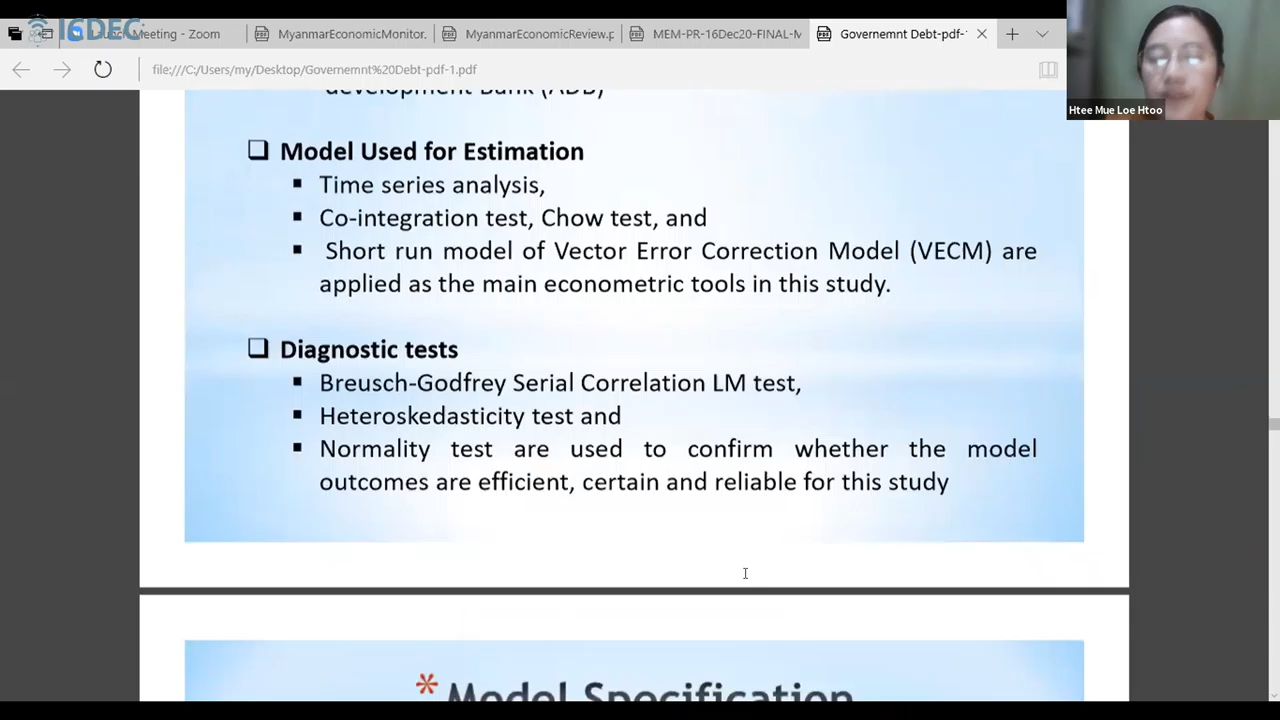 I6DEC
Meeting - Zoom
MyanmarEconomicMonitor.
MyanmarEconomicReview.p
MEM-PR-16Dec20-FINAL-M
Governemnt Debt-pdf-
file:///C:/Users/my/Desktop/Governemnt%20Debt-pdf-1.pdf
Htee Mue Loe Htoo
development Bank (ADB)
Model Used for Estimation
Time series analysis,
Co-integration test, Chow test, and
Short run model of Vector Error Correction Model (VECM) are
applied as the main econometric tools in this study.
Diagnostic tests
Breusch-Godfrey Serial Correlation LM test,
Heteroskedasticity test and
Normality test are used to confirm whether the model
outcomes are efficient, certain and reliable for this study
* Model Specification